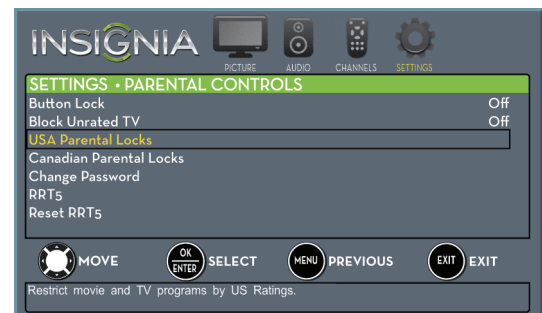 INSIGNIA
PICTURE AUDIO CHANNELS SETTINGS
SETTINGS • PARENTAL CONTROLS
Button Lock Off
Block Unrated TV Off
USA Parental Locks
Canadian Parental Locks
Change Password
RRT5
Reset RRT5
MOVE OK ENTER SELECT MENU PREVIOUS EXIT EXIT
Restrict movie and TV programs by US Ratings.